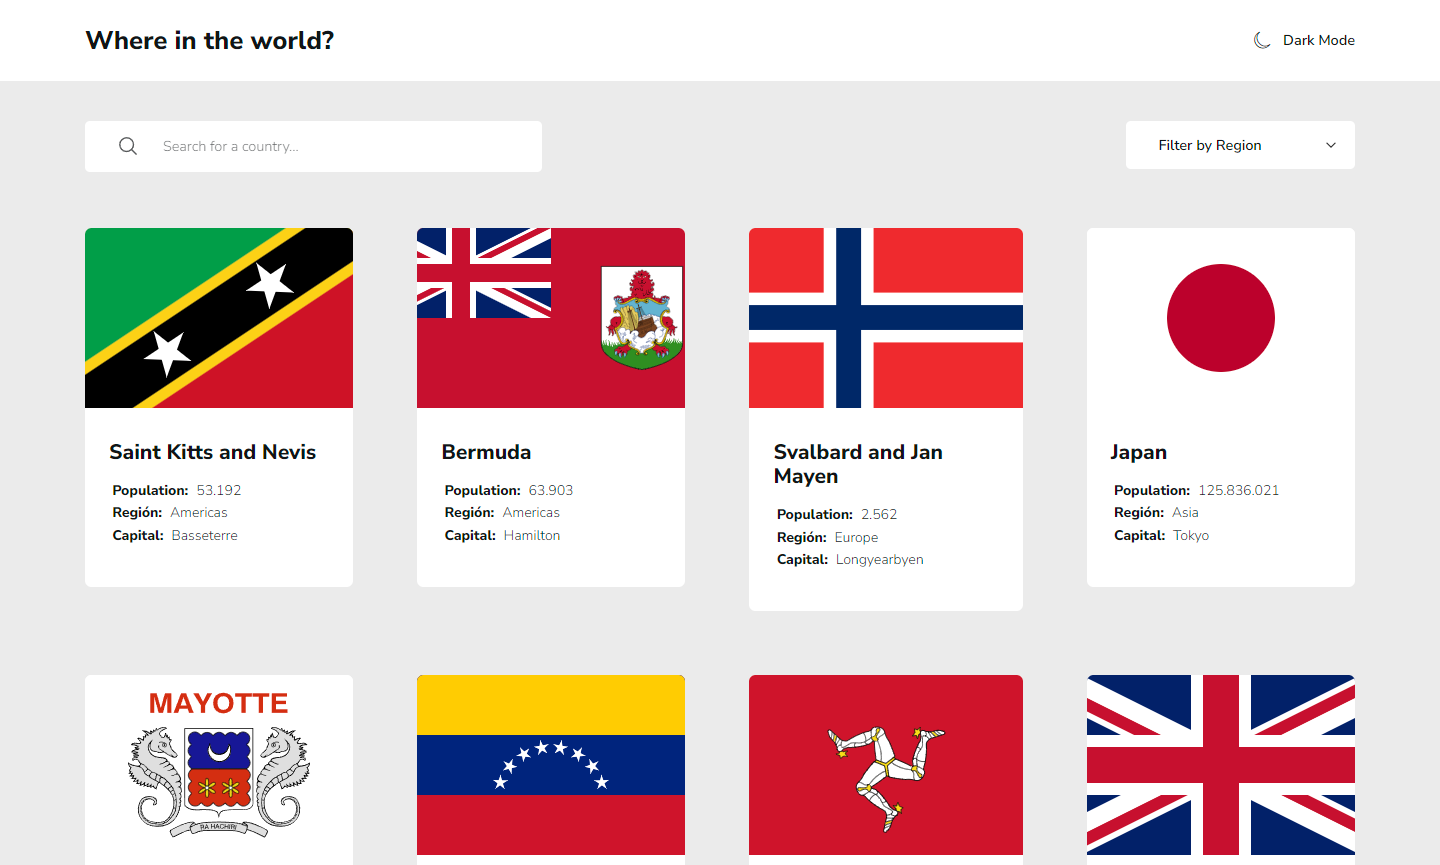 Where in the world?
Dark Mode
Search for a country...
Filter by Region
Saint Kitts and Nevis
Population: 53.192
Región: Americas
Capital: Basseterre
Bermuda
Population: 63.903
Región: Americas
Capital: Hamilton
Svalbard and Jan
Mayen
Population: 2.562
Región: Europe
Capital: Longyearbyen
Japan
Population: 125.836.021
Región: Asia
Capital: Tokyo
MAYOTTE
RA HACHIRI